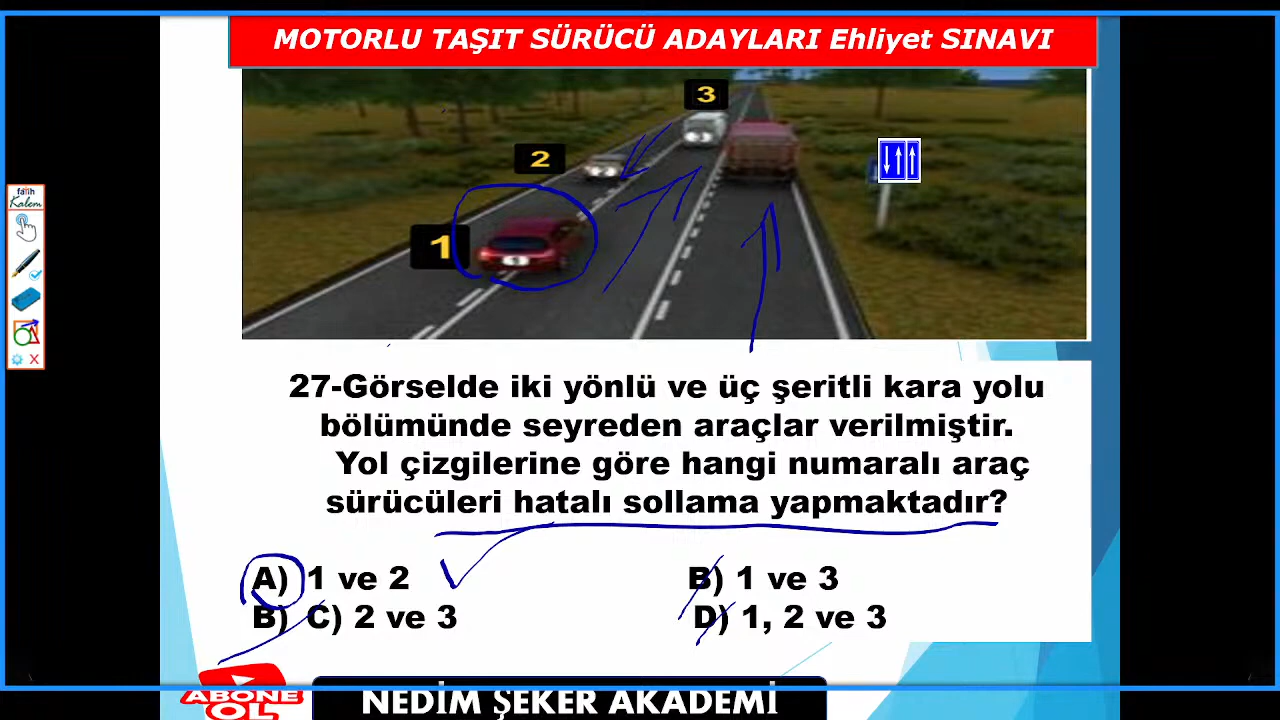 MOTORLU TAŞIT SÜRÜCÜ ADAYLARI Ehliyet SINAVI
3
2
1
fatih
Kalem
27-Görselde iki yönlü ve üç şeritli kara yolu
bölümünde seyreden araçlar verilmiştir.
Yol çizgilerine göre hangi numaralı araç
sürücüleri hatalı sollama yapmaktadır?
A) 1 ve 2
B) 1 ve 3
B) C) 2 ve 3
D) 1, 2 ve 3
ABONE
OL
NEDİM ŞEKER AKADEMİ